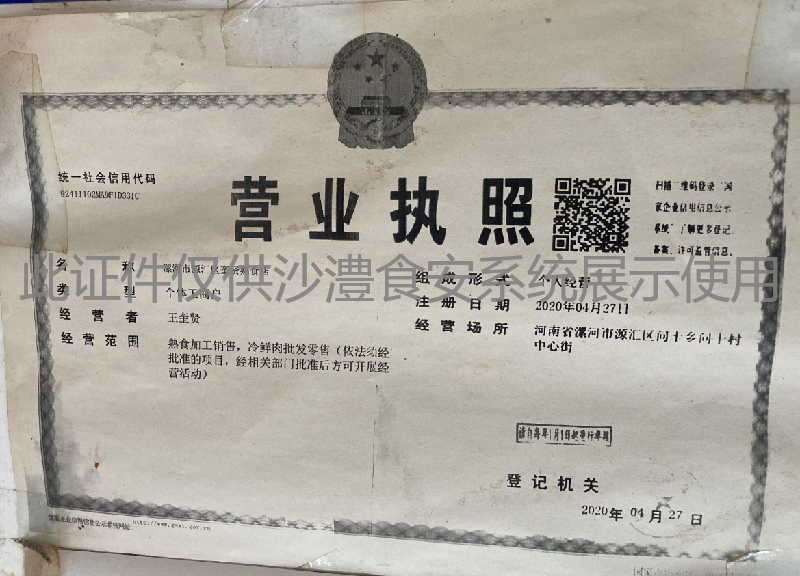 统一社会信用代码
营业执照
扫描二维码登录
家企业信用信息公示
系统"了解更多登记、
备案、许可监管信息。
此证件仅供沙澧食安系统展示使用
名称
类型 个体工商户
经营者 王奎贤
经营范围 熟食加工销售，冷鲜肉批发零售（依法须经
批准的项目，经相关部门批准后方可开展经
营活动）
组成形式 个人经营
注册日期 2020年04月27日
经营场所 河南省漯河市源汇区问十乡问十村
中心街
登记机关
2020年 04月 27日